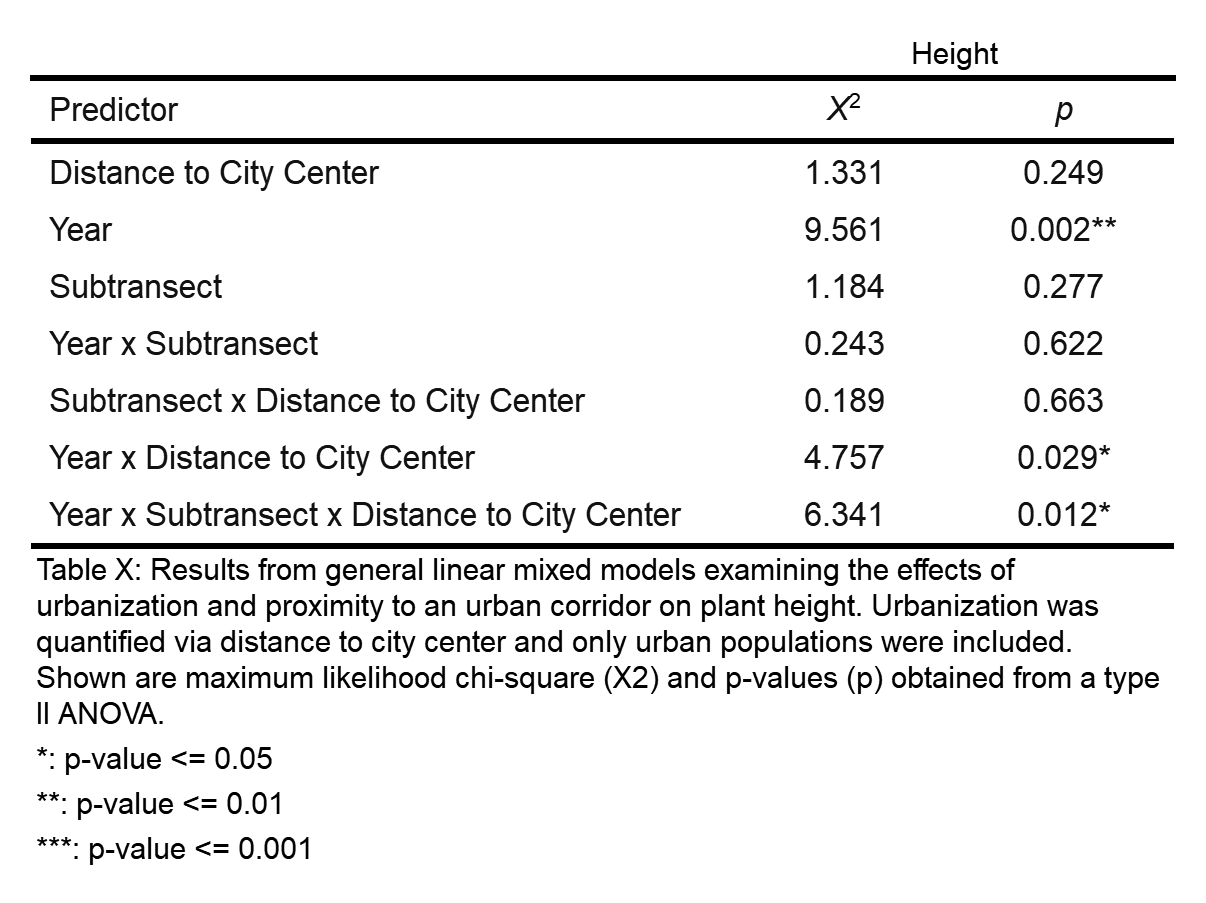 Height
Predictor X² p
Distance to City Center 1.331 0.249
Year 9.561 0.002**
Subtransect 1.184 0.277
Year x Subtransect 0.243 0.622
Subtransect x Distance to City Center 0.189 0.663
Year x Distance to City Center 4.757 0.029*
Year x Subtransect x Distance to City Center 6.341 0.012*
Table X: Results from general linear mixed models examining the effects of
urbanization and proximity to an urban corridor on plant height. Urbanization was
quantified via distance to city center and only urban populations were included.
Shown are maximum likelihood chi-square (X2) and p-values (p) obtained from a type
II ANOVA.
*: p-value <= 0.05
**: p-value <= 0.01
***: p-value <= 0.001